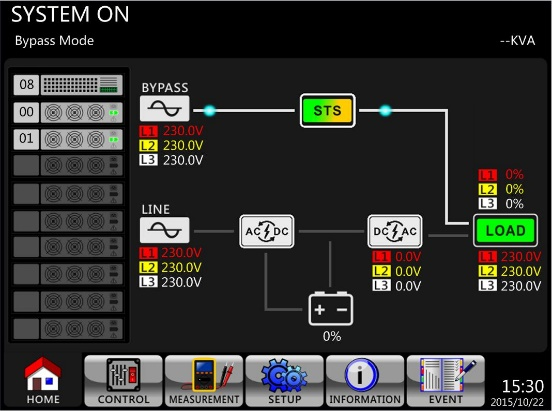 SYSTEM ON
Bypass Mode
--KVA
08
00
01
BYPASS
STS
L1 230.0V
L2 230.0V
L3 230.0V
L1 0%
L2 0%
L3 0%
LINE
AC DC
DC AC
LOAD
L1 230.0V
L2 230.0V
L3 230.0V
L1 0.0V
L2 0.0V
L3 0.0V
L1 230.0V
L2 230.0V
L3 230.0V
+ -
0%
HOME
CONTROL
MEASUREMENT
SETUP
INFORMATION
EVENT
15:30
2015/10/22